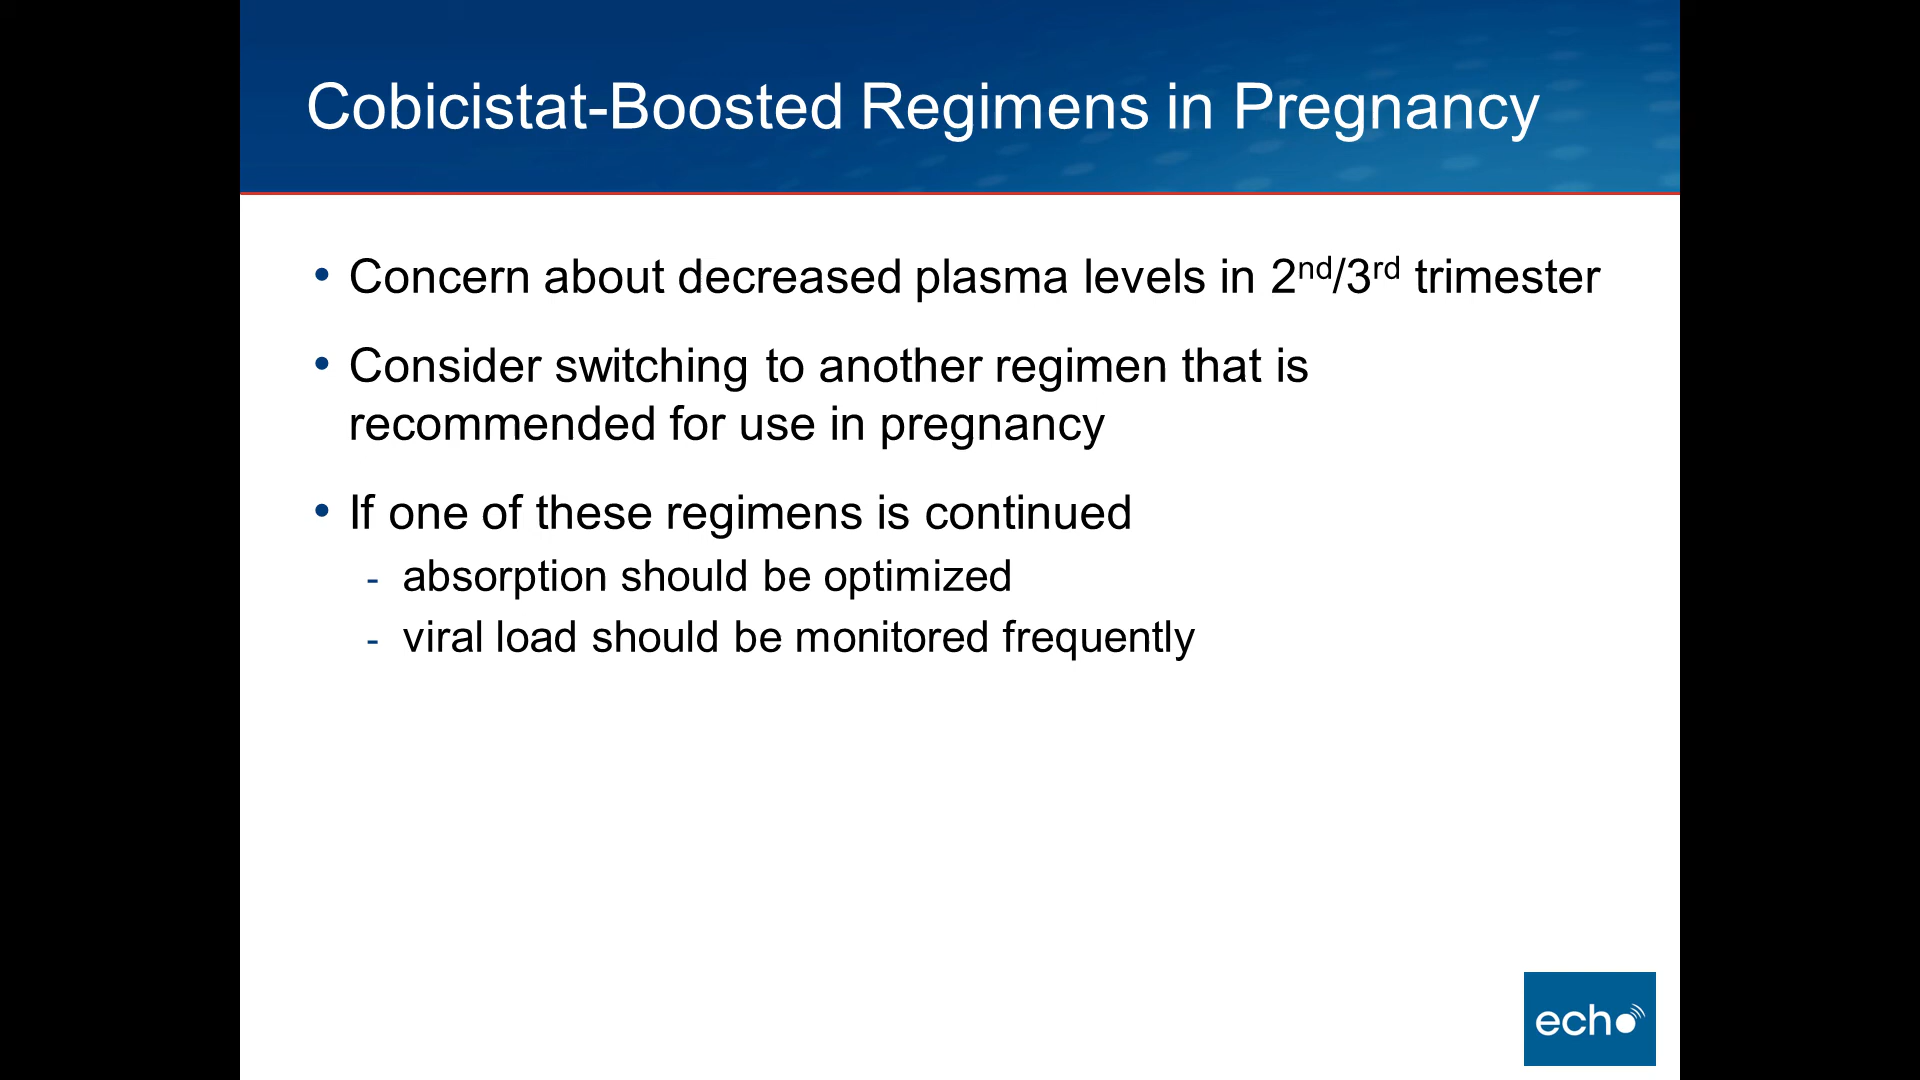 Cobicistat-Boosted Regimens in Pregnancy
• Concern about decreased plasma levels in 2nd/3rd trimester
• Consider switching to another regimen that is
recommended for use in pregnancy
• If one of these regimens is continued
- absorption should be optimized
- viral load should be monitored frequently
echo